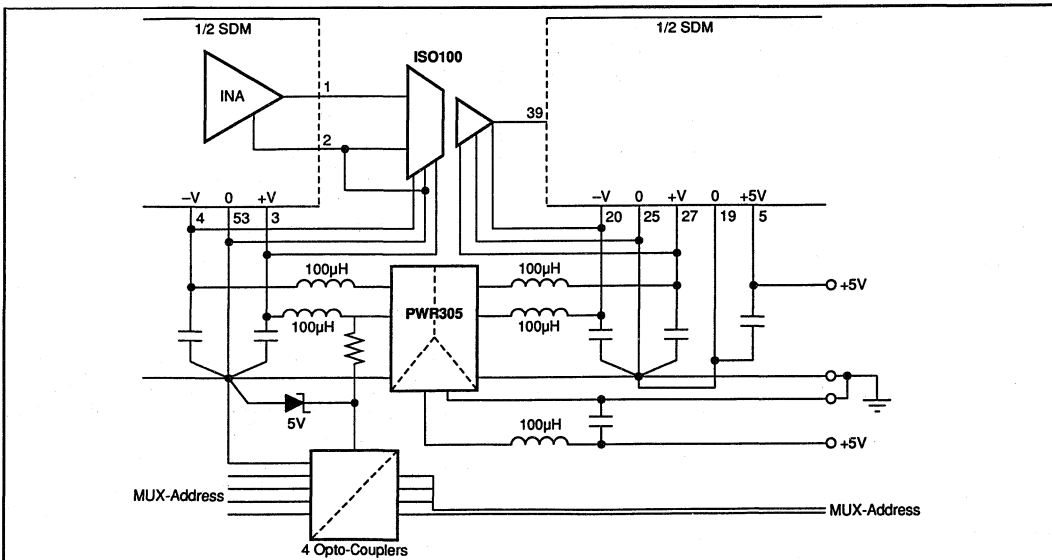 1/2 SDM
1/2 SDM
ISO100
INA
1
2
39
–V 0 +V
4 53 3
–V 0 +V 0 +5V
20 25 27 19 5
100µH
100µH
+5V
100µH
PWR305
100µH
5V
100µH
+5V
MUX-Address
MUX-Address
4 Opto-Couplers